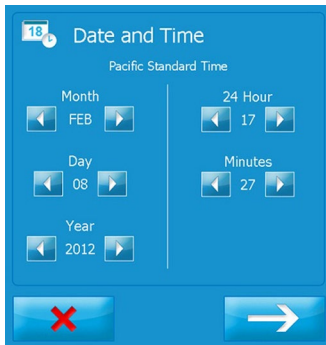 18
Date and Time
Pacific Standard Time
Month
FEB
Day
08
Year
2012
24 Hour
17
Minutes
27